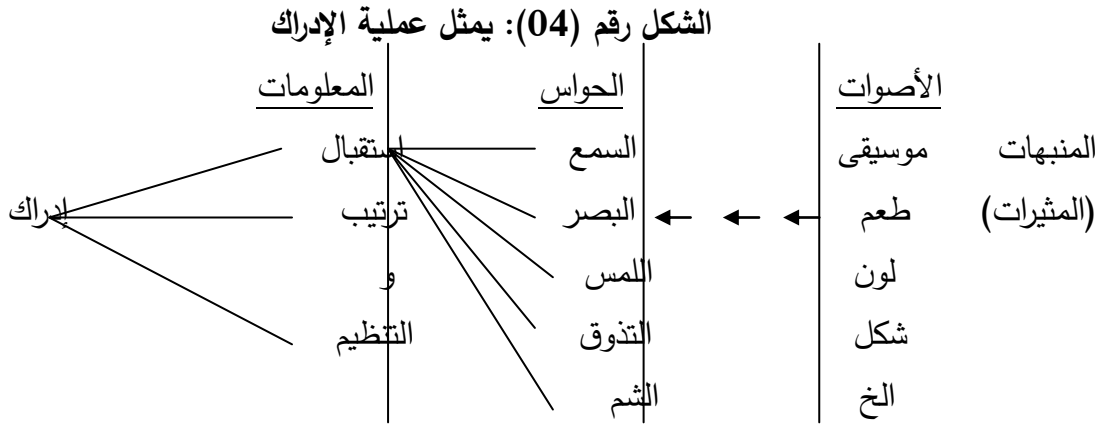 الشكل رقم (04): يمثل عملية الإدراك
الأصوات الحواس المعلومات
المنبهات موسيقى السمع استقبال
(المثيرات) طعم البصر ترتيب إدراك
لون اللمس و
شكل التذوق التنظيم
الخ الشم